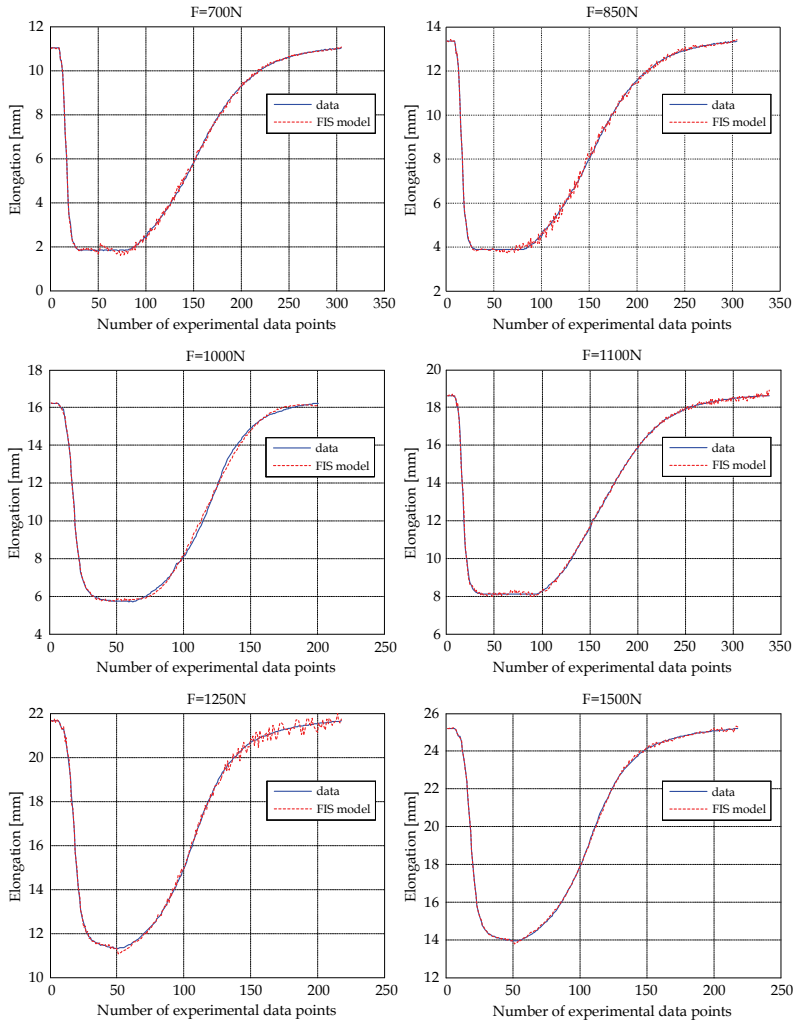 F=700N
12
10
8
6
4
2
0
Elongation [mm]
data
FIS model
0 50 100 150 200 250 300 350
Number of experimental data points
F=850N
14
12
10
8
6
4
2
Elongation [mm]
data
FIS model
0 50 100 150 200 250 300 350
Number of experimental data points
F=1000N
18
16
14
12
10
8
6
4
Elongation [mm]
data
FIS model
0 50 100 150 200 250
Number of experimental data points
F=1100N
20
18
16
14
12
10
8
6
Elongation [mm]
data
FIS model
0 50 100 150 200 250 300 350
Number of experimental data points
F=1250N
22
20
18
16
14
12
10
Elongation [mm]
data
FIS model
0 50 100 150 200 250
Number of experimental data points
F=1500N
26
24
22
20
18
16
14
12
Elongation [mm]
data
FIS model
0 50 100 150 200 250
Number of experimental data points